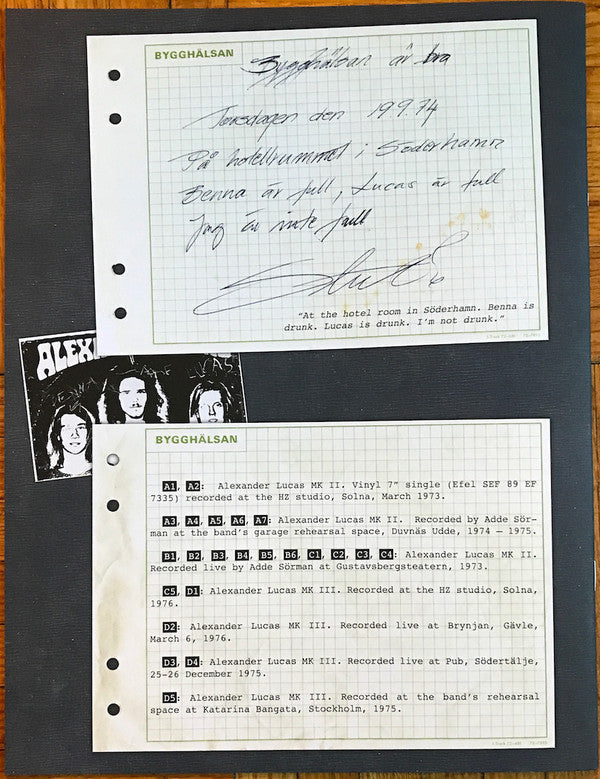 BYGGHÄLSAN
Bygghälsan är bra
Torsdagen den 19 9. 74
På hotellrummet i Söderhamn
Benna är full, Lucas är full
Jag är inte full
"At the hotel room in Söderhamn. Benna is
drunk. Lucas is drunk. I'm not drunk."
ALEX
BYGGHÄLSAN
A1, A2: Alexander Lucas MK II. Vinyl 7" single (Efel SEF 89 EF
7335) recorded at the HZ studio, Solna, March 1973.
A3, A4, A5, A6, A7: Alexander Lucas MK II. Recorded by Adde Sör-
man at the band's garage rehearsal space, Duvnäs Udde, 1974 – 1975.
B1, B2, B3, B4, B5, B6, C1, C2, C3, C4: Alexander Lucas MK II.
Recorded live by Adde Sörman at Gustavsbergsteatern, 1973.
C5, D1: Alexander Lucas MK III. Recorded at the HZ studio, Solna,
1976.
D2: Alexander Lucas MK III. Recorded live at Brynjan, Gävle,
March 6, 1976.
D3, D4: Alexander Lucas MK III. Recorded live at Pub, Södertälje,
25-26 December 1975.
D5: Alexander Lucas MK III. Recorded at the band's rehearsal
space at Katarina Bangata, Stockholm, 1975.